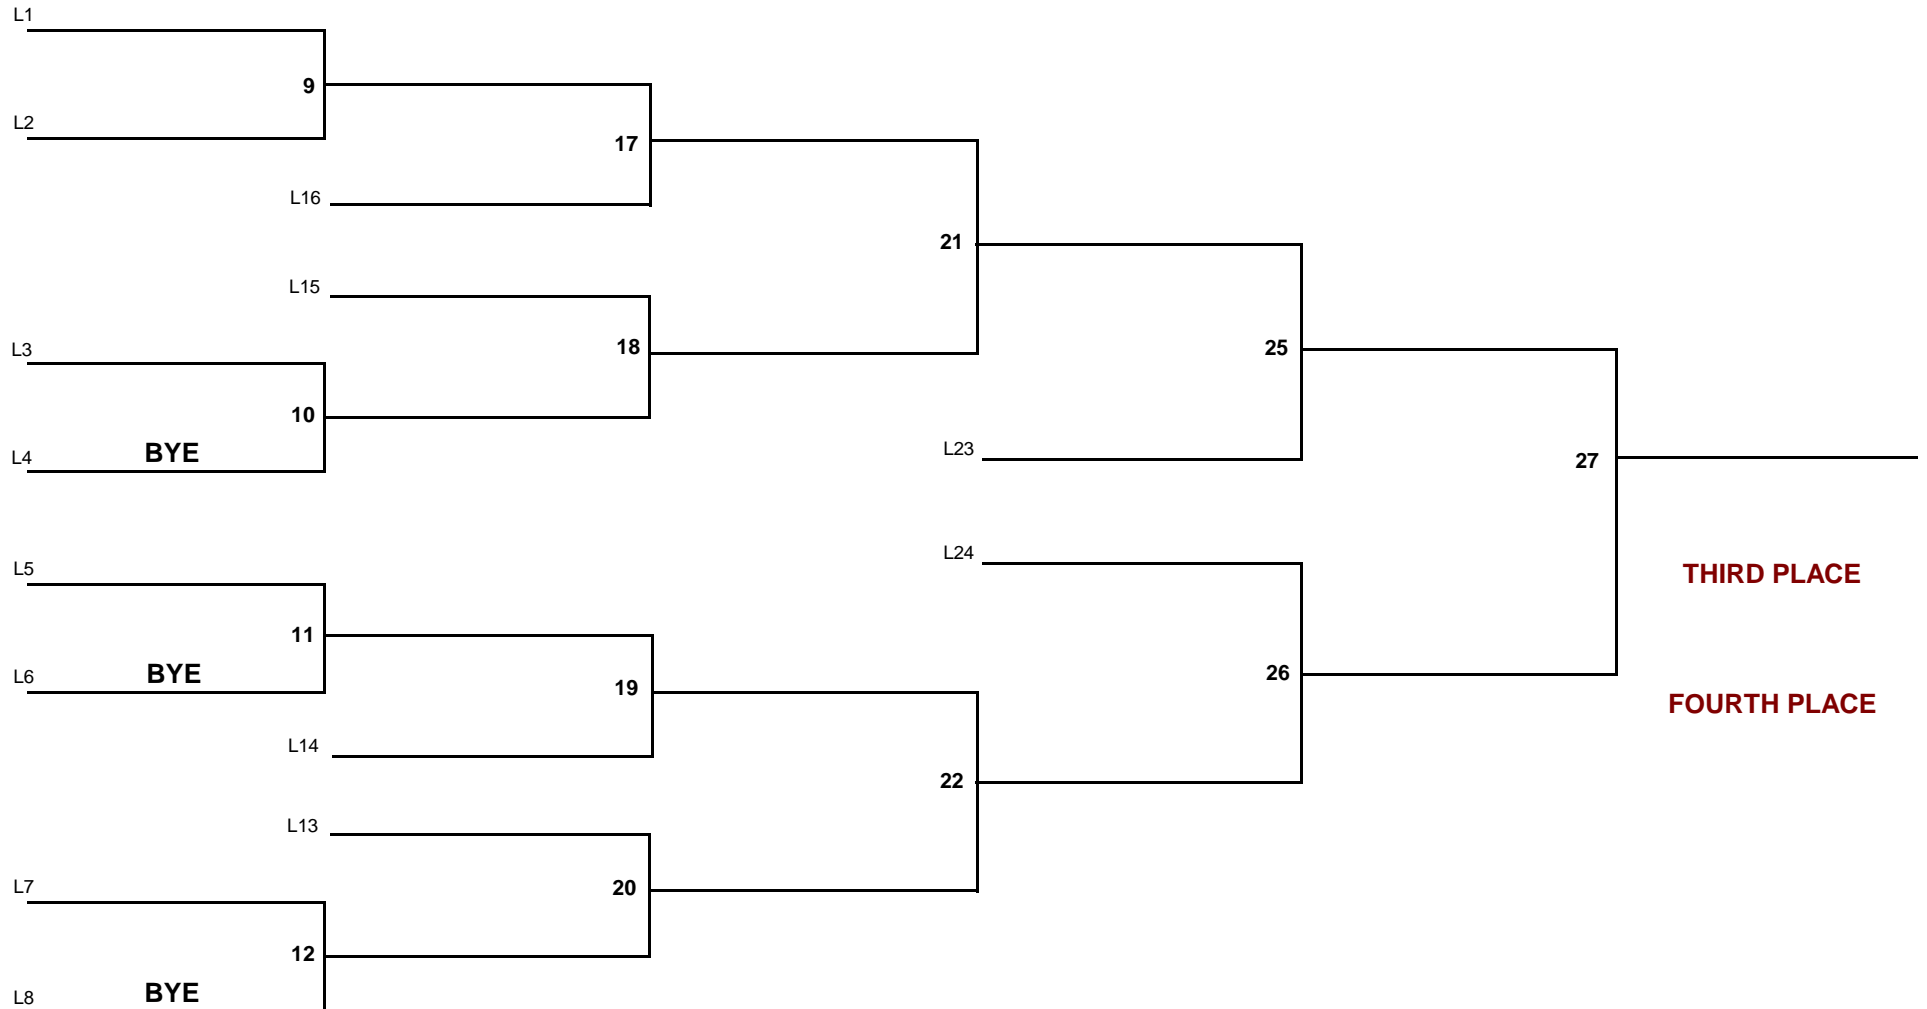 L1
9
L2
17
L16
21
L15
L3
18
25
10
L4
BYE
L23
27
L24
L5
THIRD PLACE
11
L6
BYE
26
19
FOURTH PLACE
L14
22
L13
L7
20
12
L8
BYE